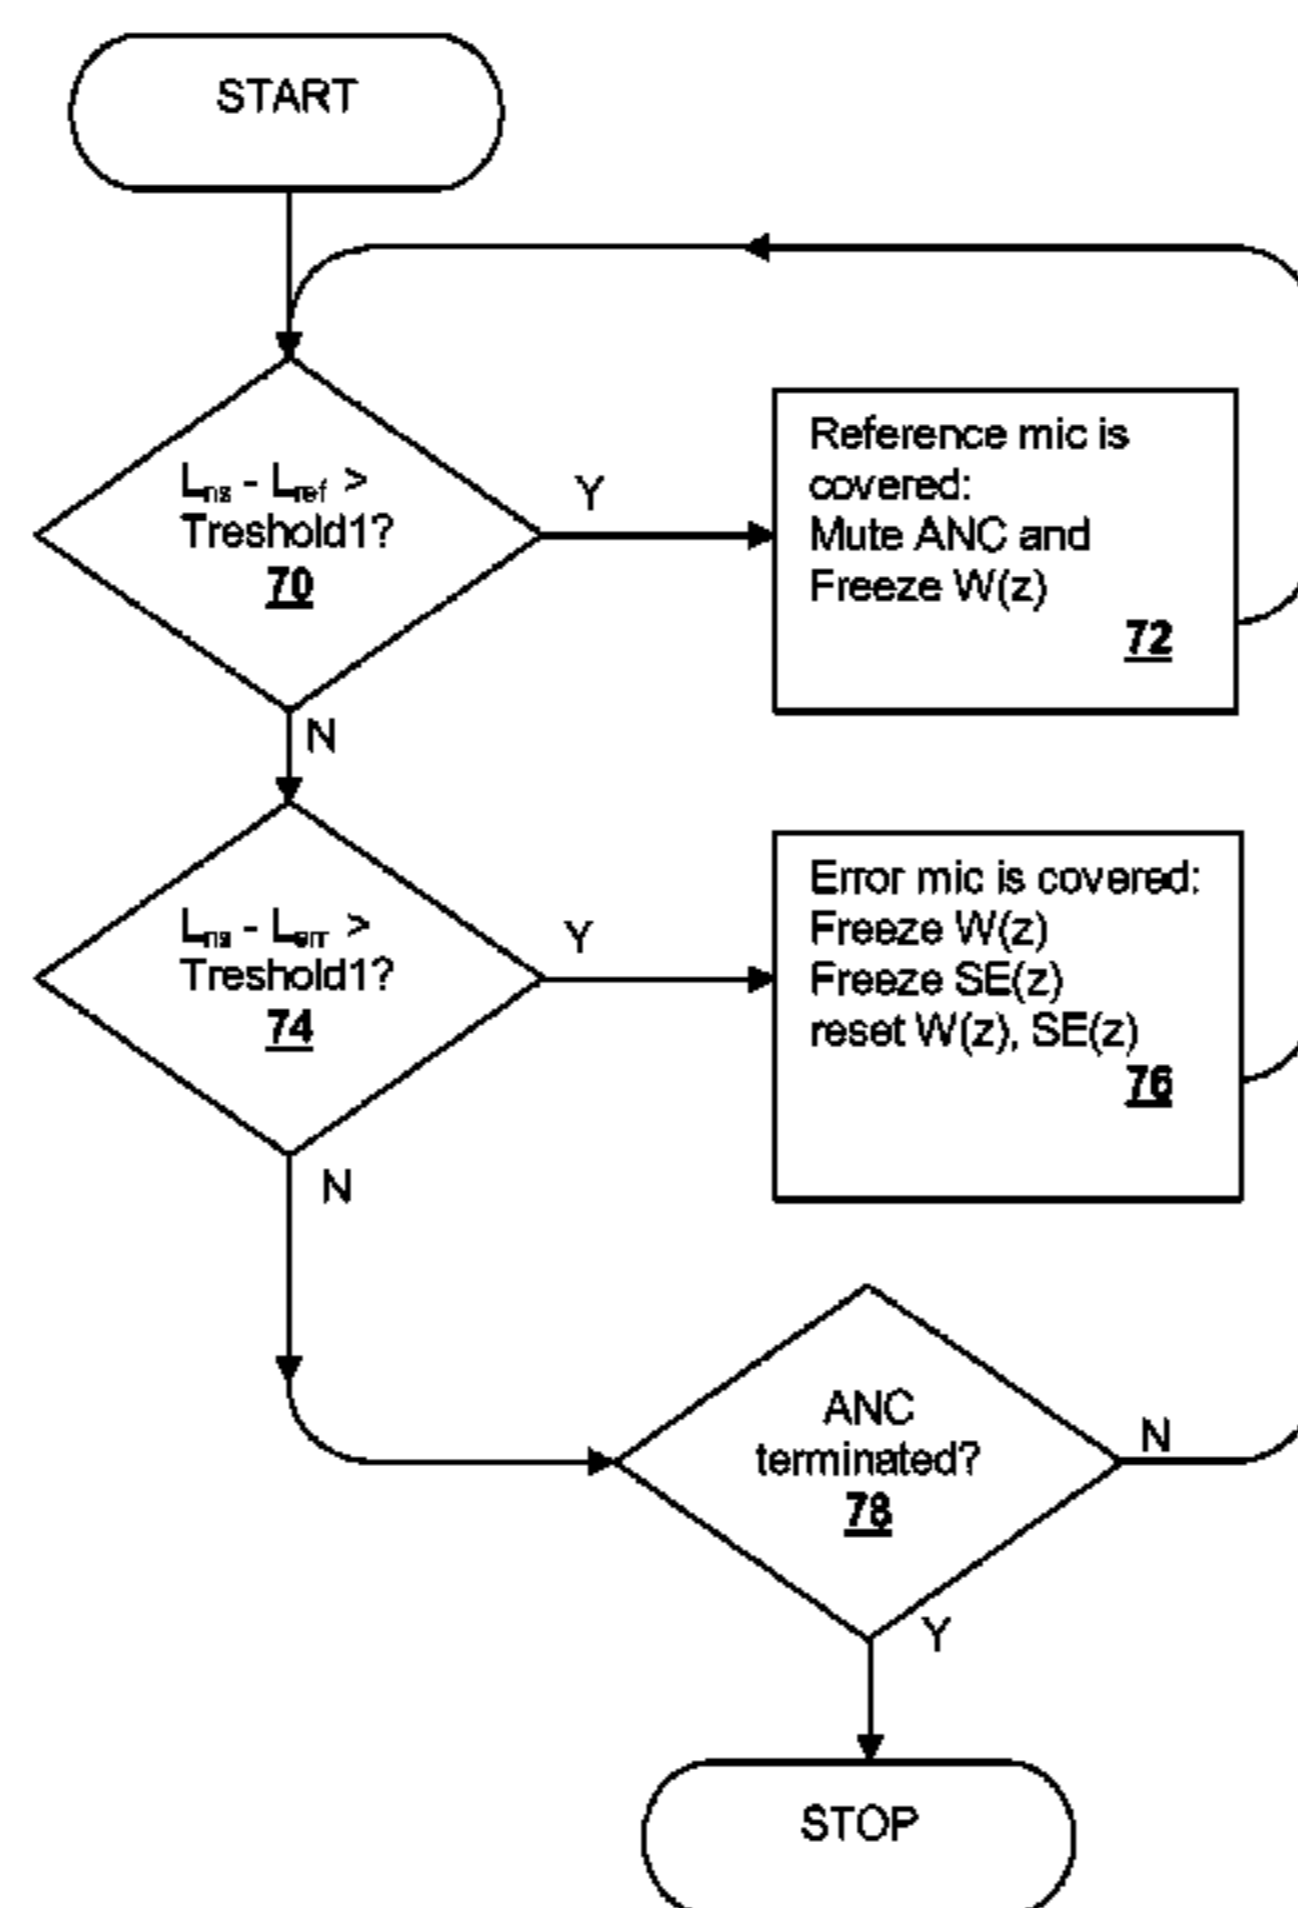 START
Lns - Lref >
Treshold1?
70
Y
Reference mic is
covered:
Mute ANC and
Freeze W(z)
72
N
Lns - Lerr >
Treshold1?
74
Y
Error mic is covered:
Freeze W(z)
Freeze SE(z)
reset W(z), SE(z)
76
N
ANC
terminated?
78
N
Y
STOP